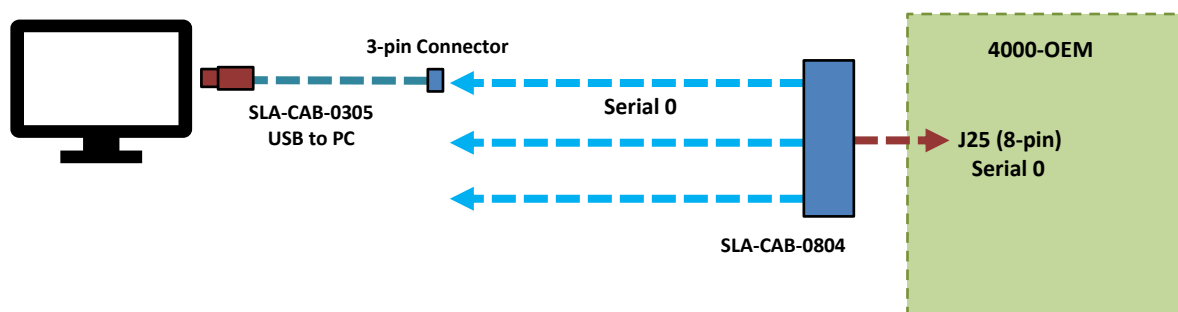 3-pin Connector
4000-OEM
SLA-CAB-0305
USB to PC
Serial 0
J25 (8-pin)
Serial 0
SLA-CAB-0804